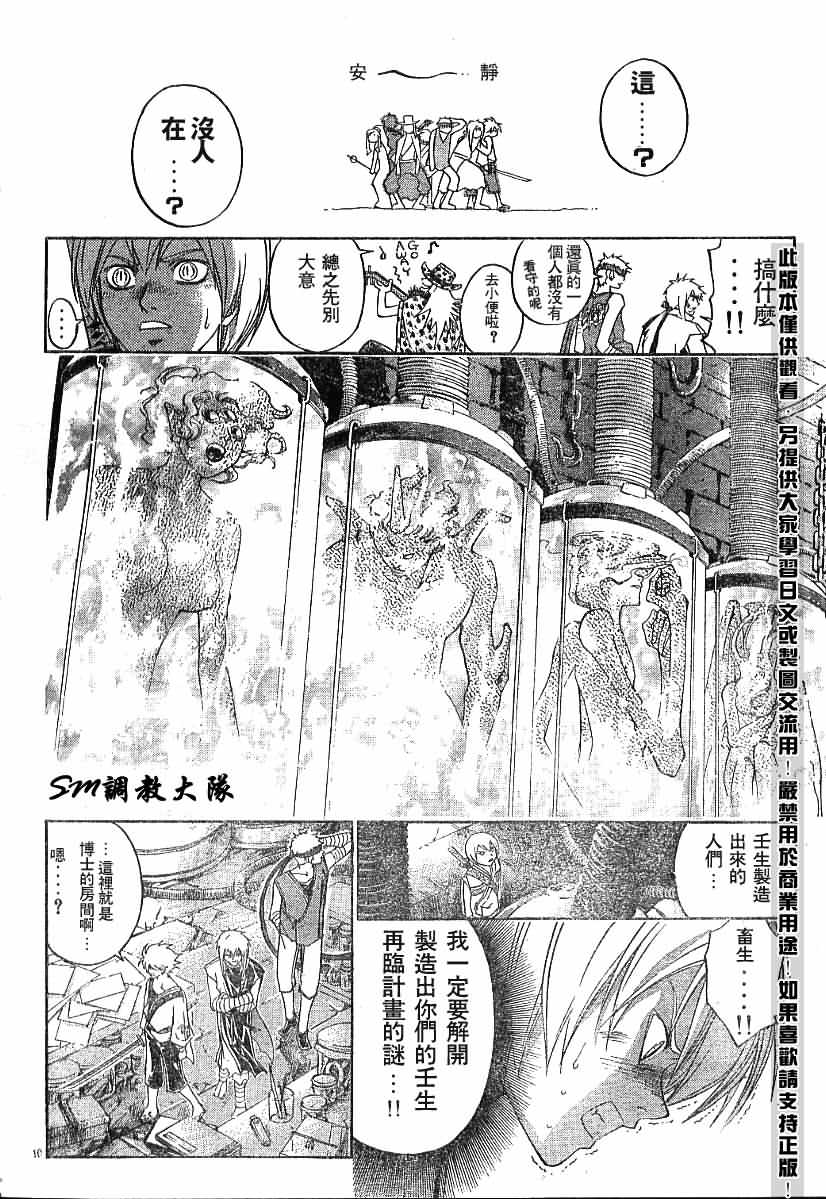 安～…靜
這……？
沒人
在……？
搞什麼
‥‥!!
還真的一
個人都沒有
看守的呢
去小便啦？
GO
AWAY
總之先別
大意
…
SM調教大隊
壬生製造
出來的
人們…
畜生
‥‥!!
我一定要解開
製造出你們的壬生
再臨計畫的謎…!!
…這裡就是
博士的房間啊…
嗯‥‥？
10
此版本僅供觀看，另提供大家學習日文或製圖交流用！嚴禁用於商業用途！如果喜歡請支持正版！